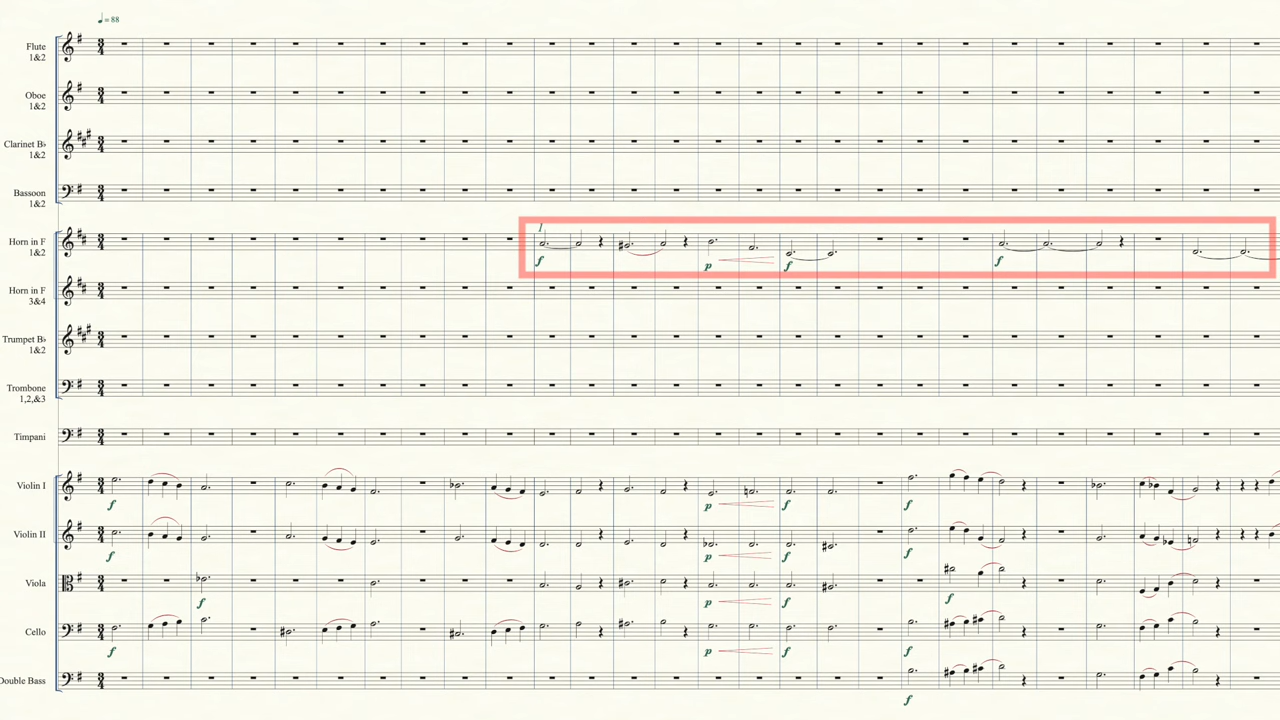 = 88
Flute
1&2
Oboe
1&2
Clarinet B♭
1&2
Bassoon
1&2
1
Horn in F
1&2
f
p
f
f
Horn in F
3&4
Trumpet B♭
1&2
Trombone
1,2,&3
Timpani
Violin I
f
p
f
f
Violin II
f
p
f
f
Viola
f
p
f
f
Cello
f
p
f
f
Double Bass
f